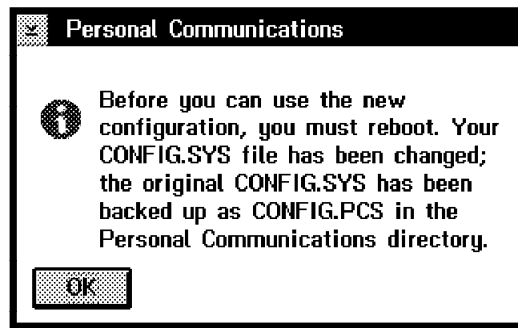 Personal Communications
Before you can use the new
configuration, you must reboot. Your
CONFIG.SYS file has been changed;
the original CONFIG.SYS has been
backed up as CONFIG.PCS in the
Personal Communications directory.
OK